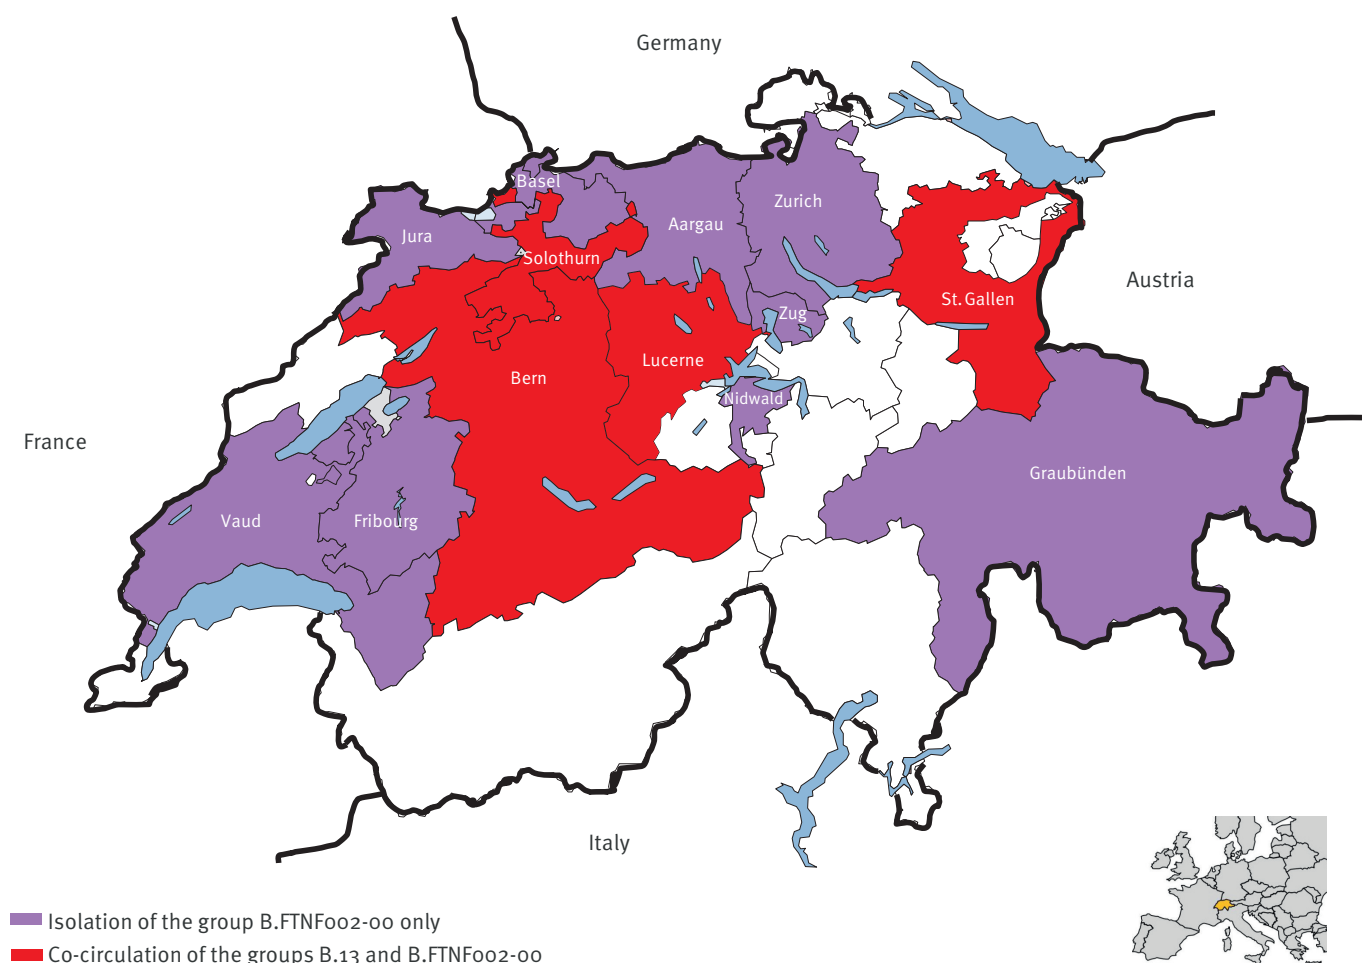 Germany
Basel
Zurich
Aargau
Jura
Solothurn
Austria
St.Gallen
Zug
Lucerne
Bern
Nidwald
France
Graubünden
Vaud
Fribourg
Italy
Isolation of the group B.FTNF002-00 only
Co-circulation of the groups B.13 and B.FTNF002-00